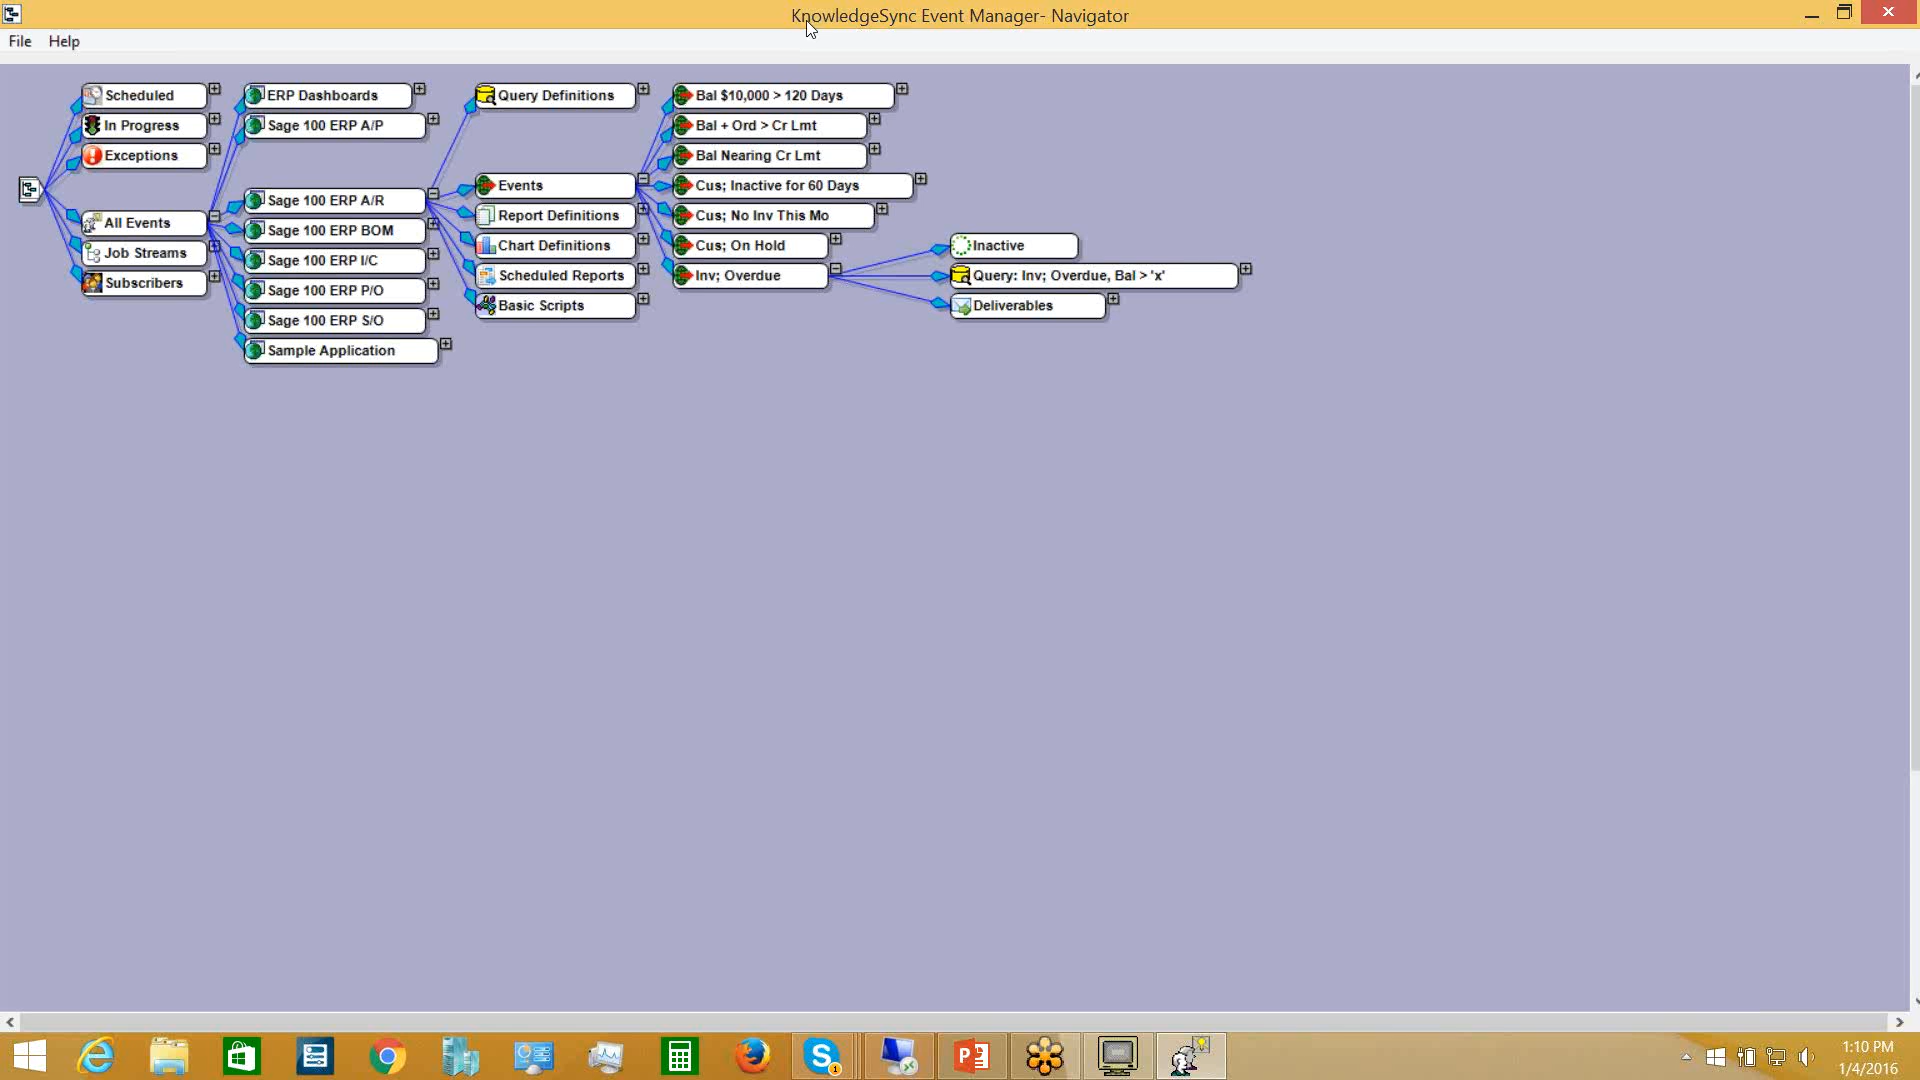 KnowledgeSync Event Manager- Navigator
File Help
Scheduled
In Progress
Exceptions
All Events
Job Streams
Subscribers
ERP Dashboards
Sage 100 ERP A/P
Sage 100 ERP A/R
Sage 100 ERP BOM
Sage 100 ERP I/C
Sage 100 ERP P/O
Sage 100 ERP S/O
Sample Application
Query Definitions
Events
Report Definitions
Chart Definitions
Scheduled Reports
Basic Scripts
Bal $10,000 > 120 Days
Bal + Ord > Cr Lmt
Bal Nearing Cr Lmt
Cus; Inactive for 60 Days
Cus; No Inv This Mo
Cus; On Hold
Inv; Overdue
Inactive
Query: Inv; Overdue, Bal > 'x'
Deliverables
1:10 PM
1/4/2016